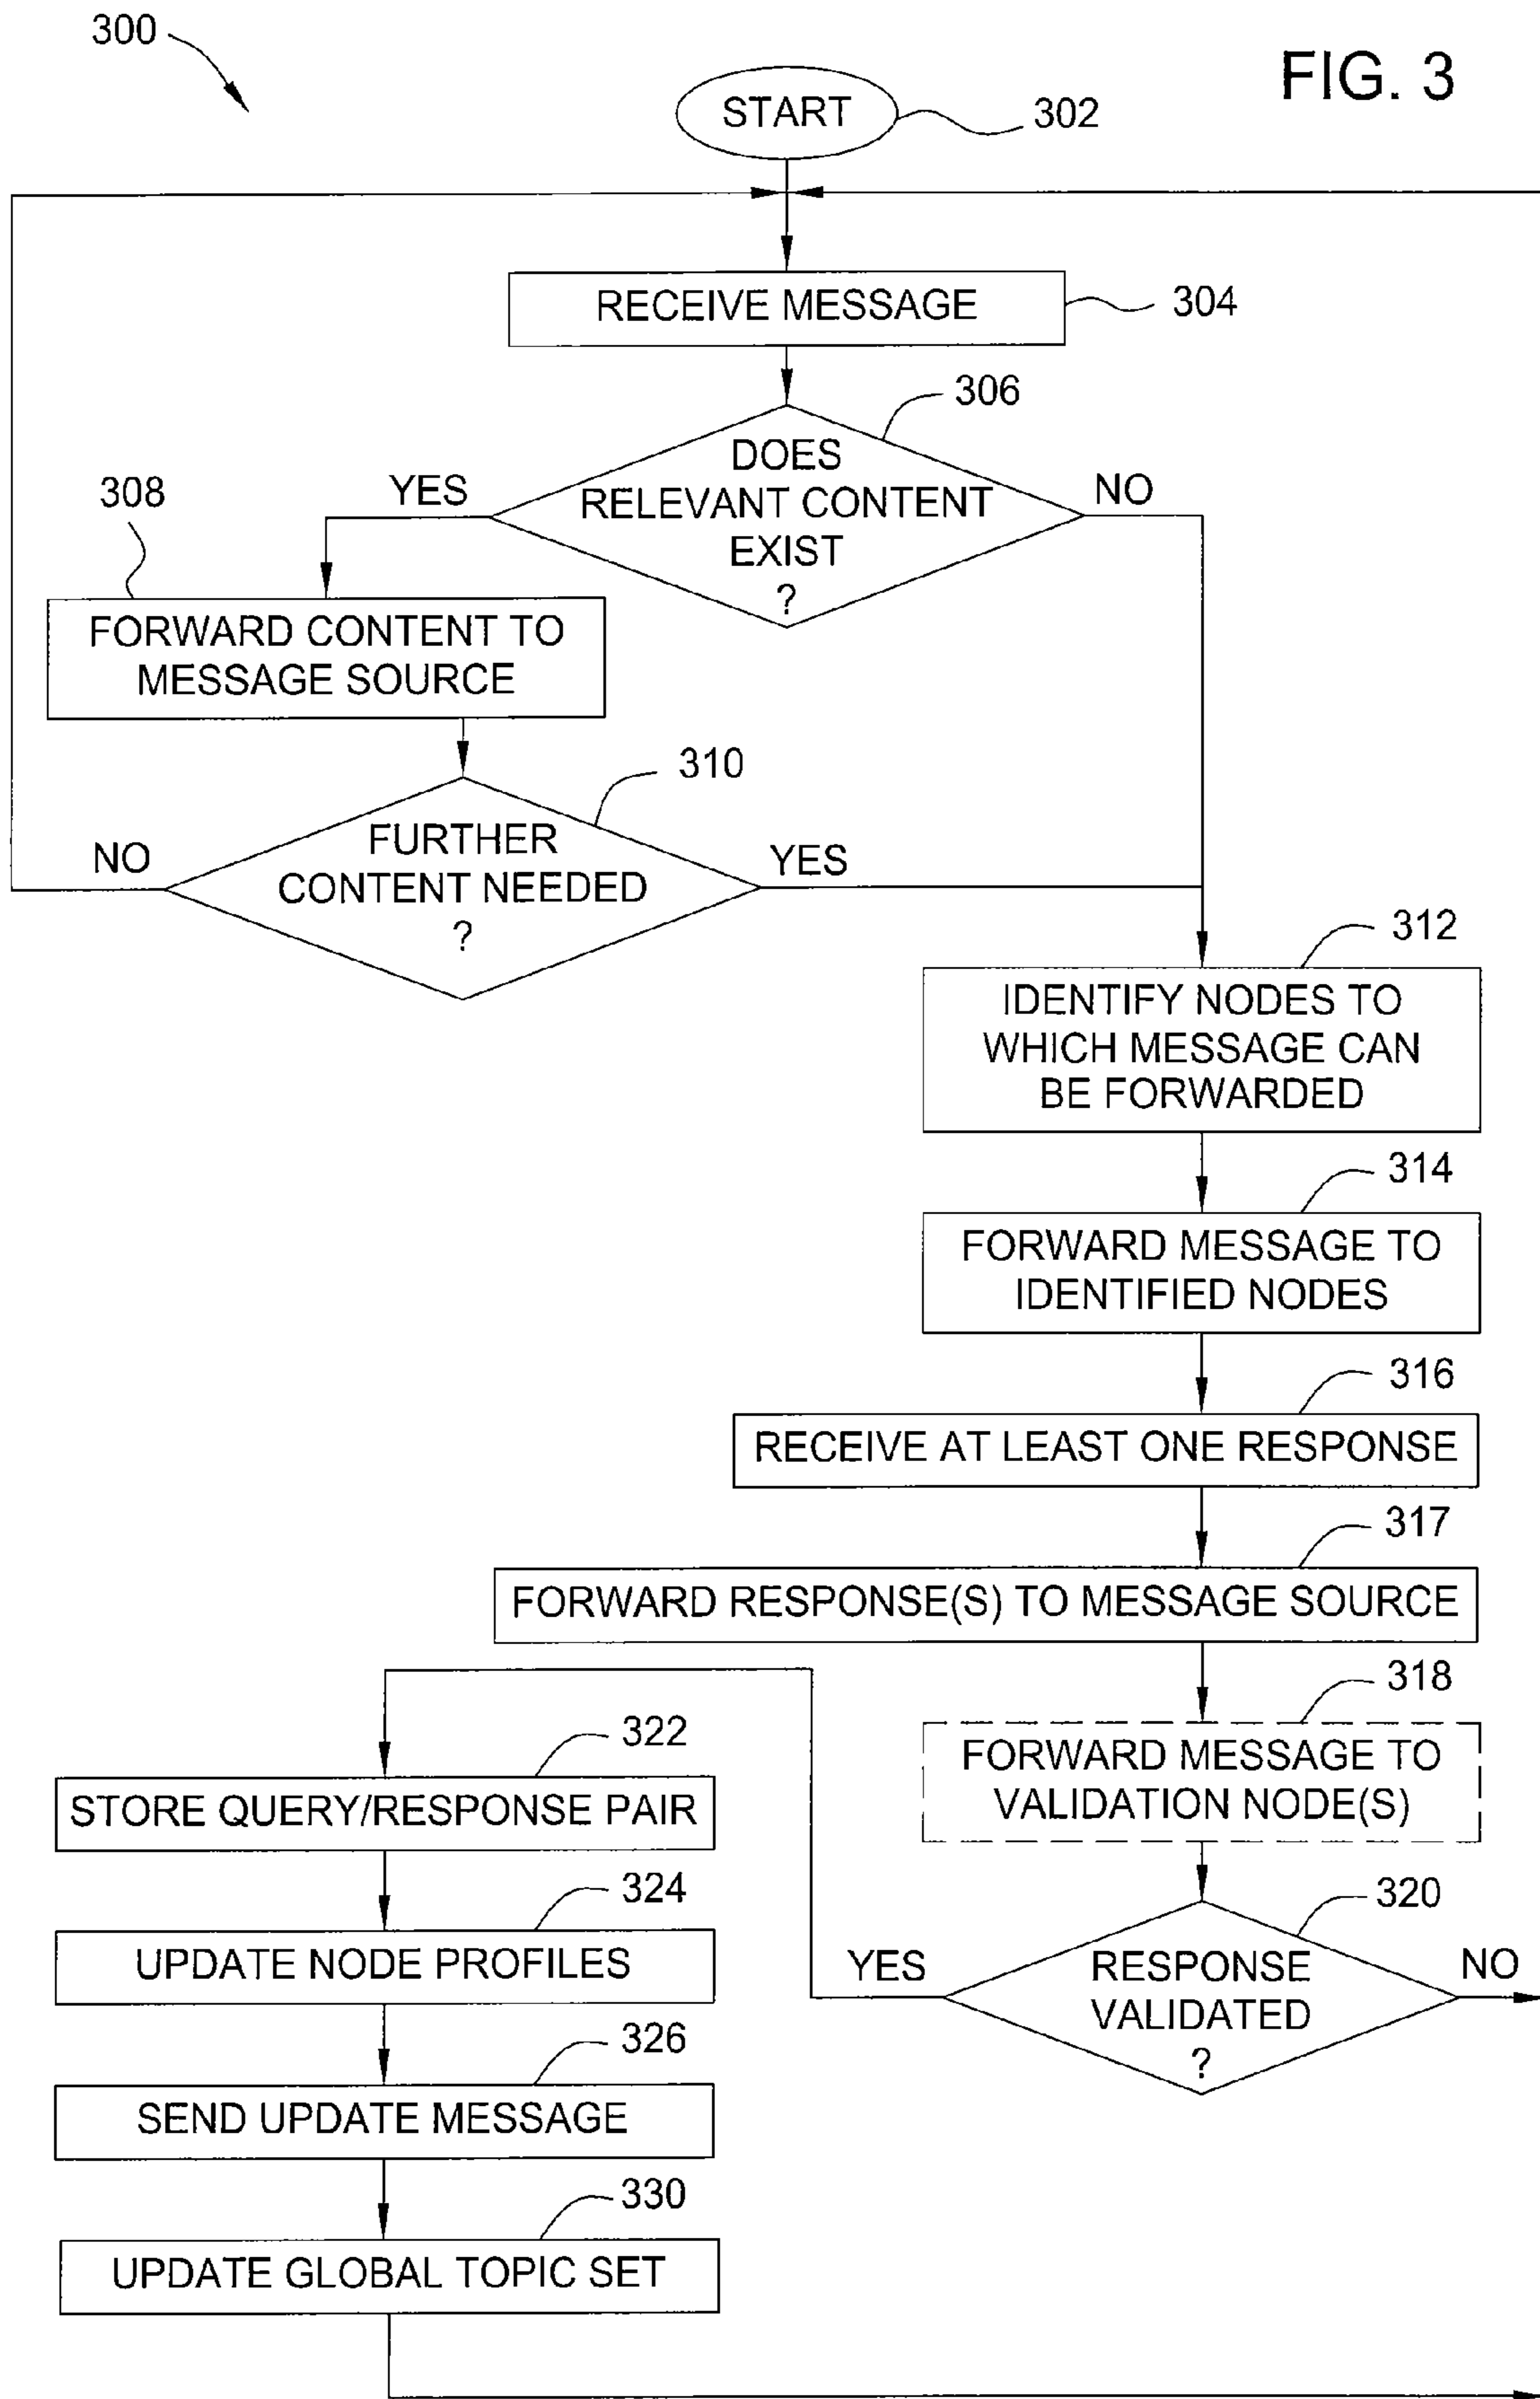 300
FIG. 3
START
302
RECEIVE MESSAGE
304
306
DOES
RELEVANT CONTENT
EXIST
?
YES
NO
308
FORWARD CONTENT TO
MESSAGE SOURCE
310
FURTHER
CONTENT NEEDED
?
NO
YES
312
IDENTIFY NODES TO
WHICH MESSAGE CAN
BE FORWARDED
314
FORWARD MESSAGE TO
IDENTIFIED NODES
316
RECEIVE AT LEAST ONE RESPONSE
317
FORWARD RESPONSE(S) TO MESSAGE SOURCE
318
FORWARD MESSAGE TO
VALIDATION NODE(S)
320
RESPONSE
VALIDATED
?
YES
NO
322
STORE QUERY/RESPONSE PAIR
324
UPDATE NODE PROFILES
326
SEND UPDATE MESSAGE
330
UPDATE GLOBAL TOPIC SET